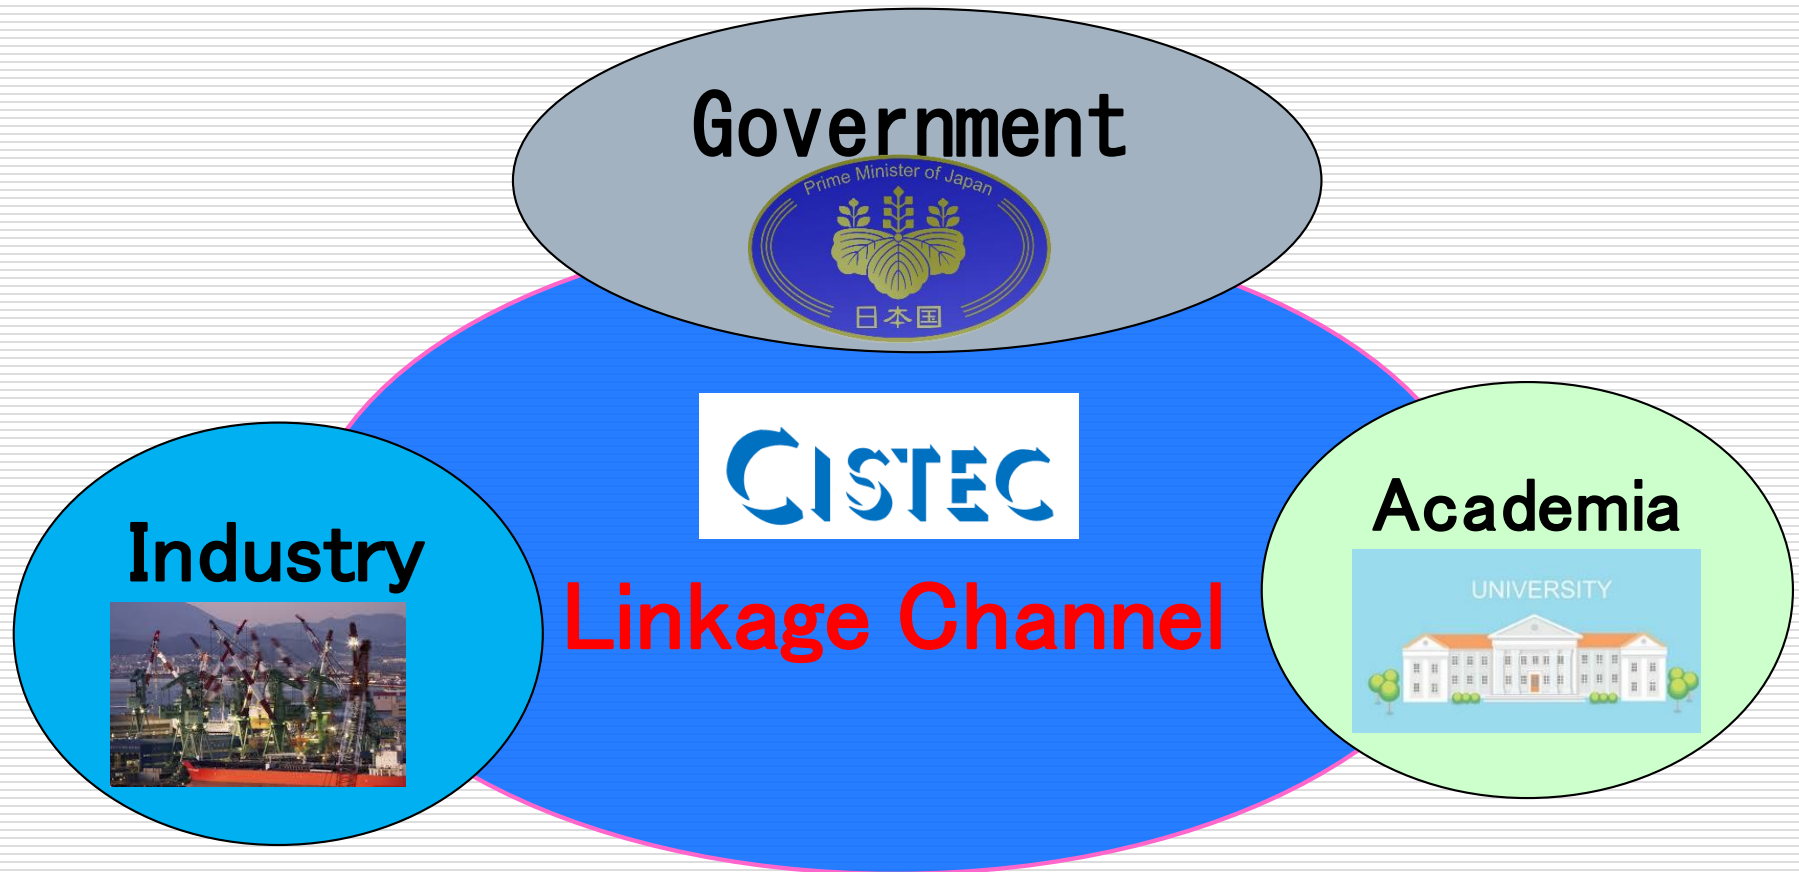 Government
Prime Minister of Japan
日本国
CISTEC
Industry
Linkage Channel
Academia
UNIVERSITY